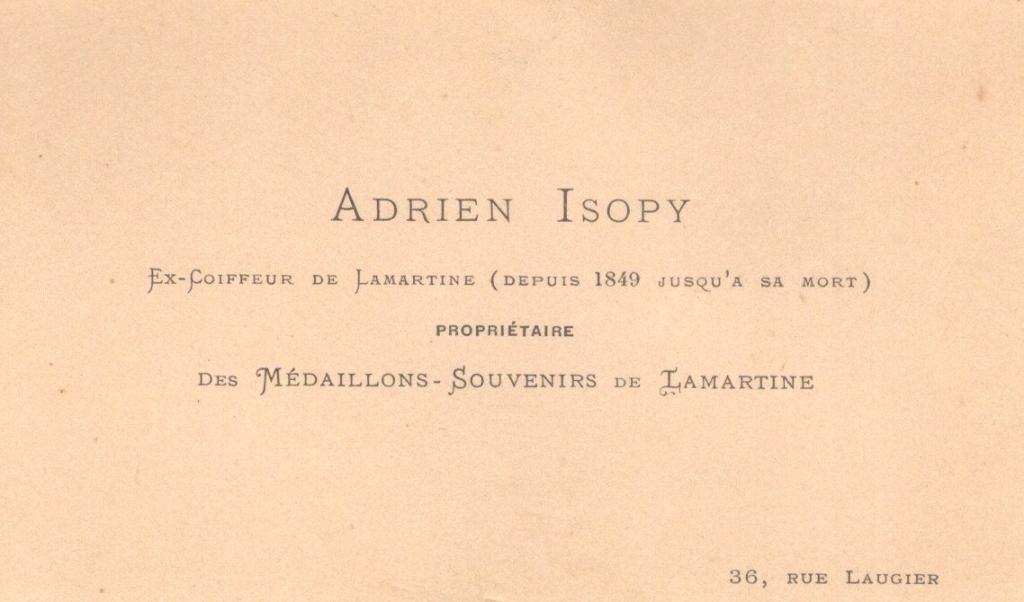 ADRIEN ISOPY
EX-COIFFEUR DE LAMARTINE (DEPUIS 1849 JUSQU'A SA MORT)
PROPRIÉTAIRE
DES MÉDAILLONS-SOUVENIRS DE LAMARTINE
36, RUE LAUGIER